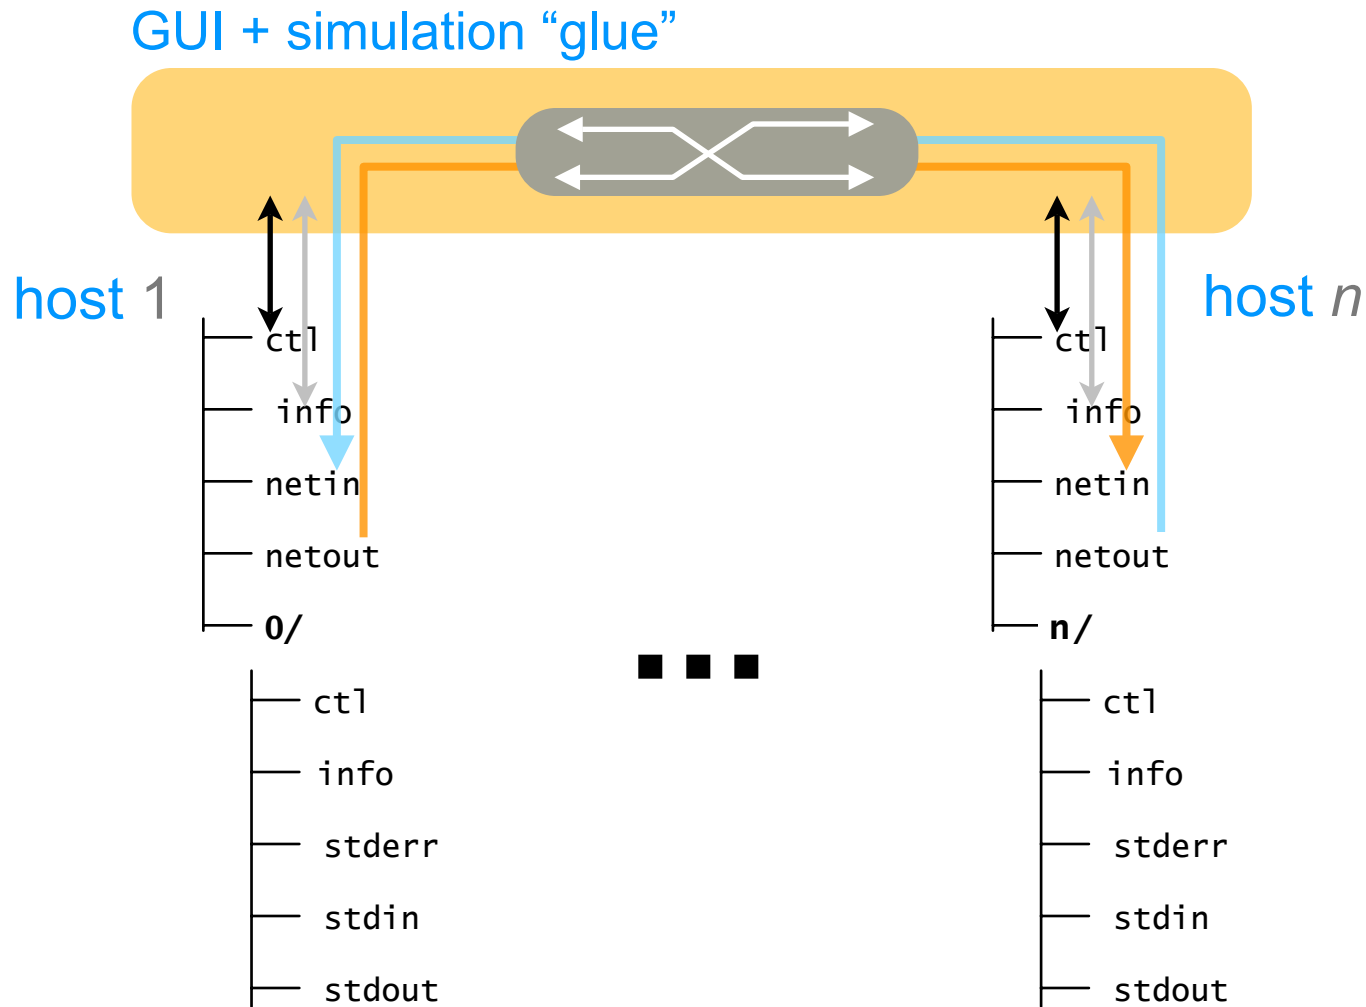 GUI + simulation “glue”
host 1
ctl
info
netin
netout
0/
ctl
info
stderr
stdin
stdout
host n
ctl
info
netin
netout
n/
ctl
info
stderr
stdin
stdout